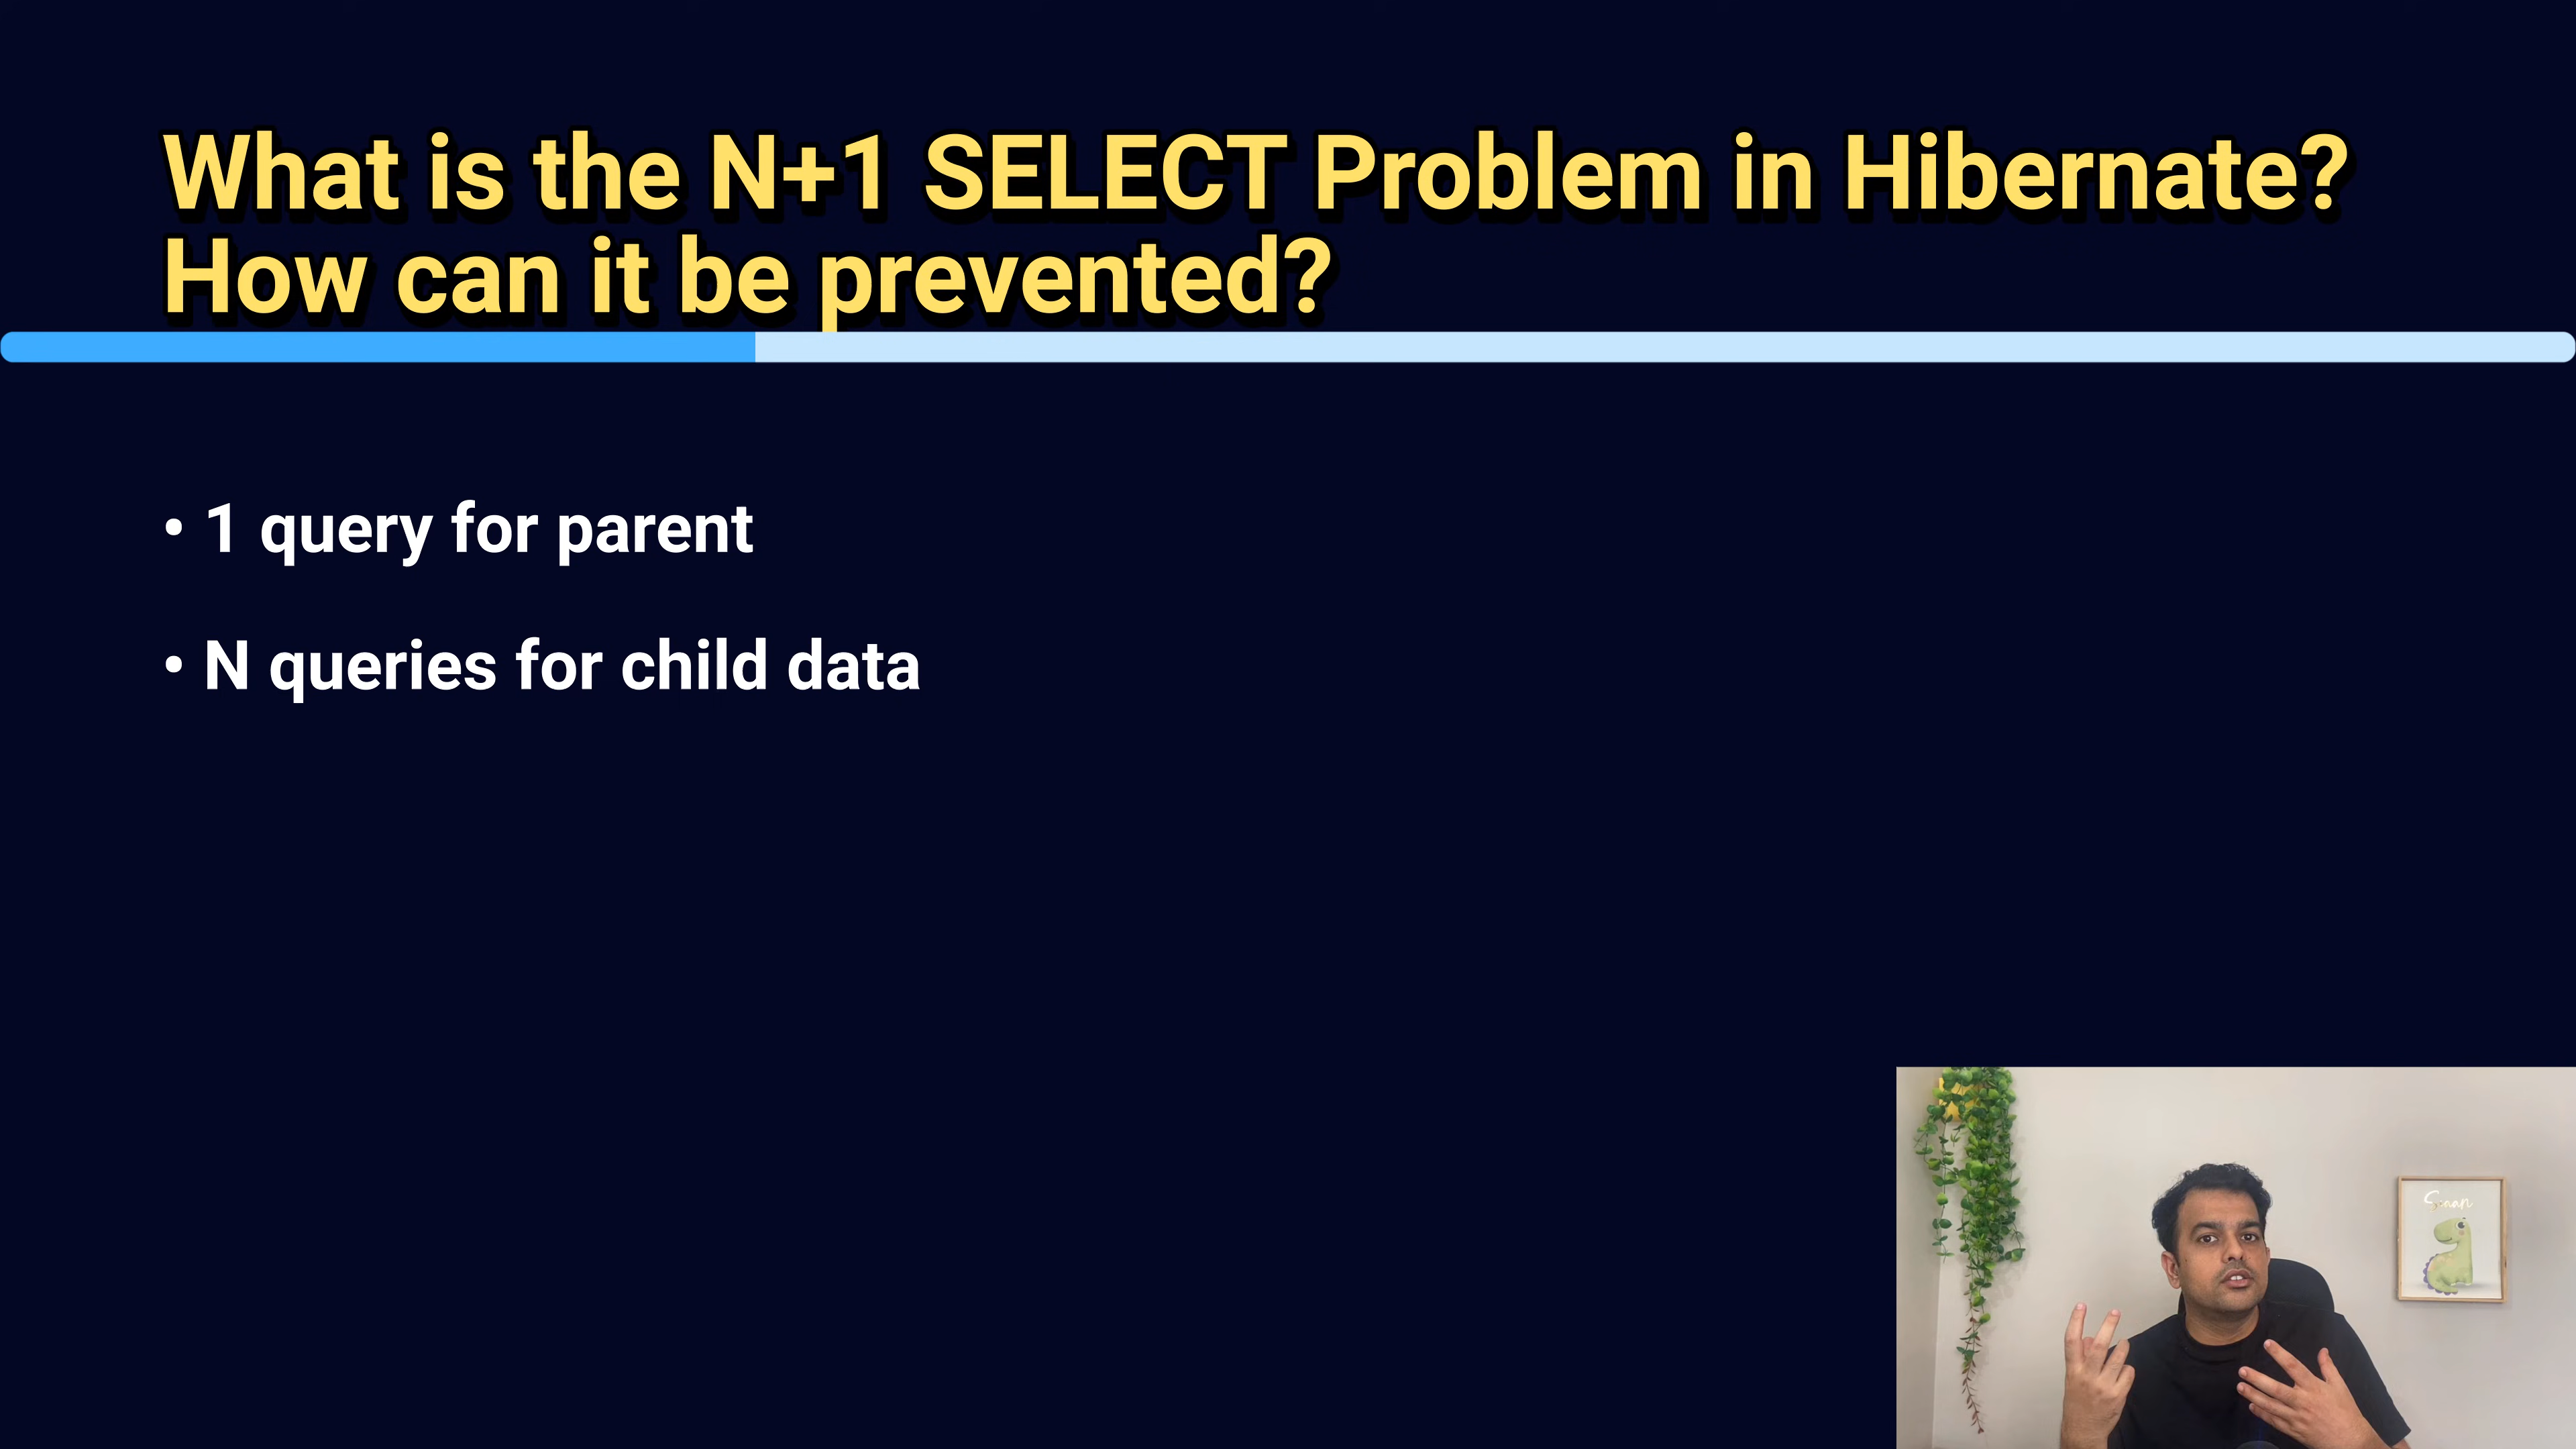 What is the N+1 SELECT Problem in Hibernate?
How can it be prevented?
• 1 query for parent
• N queries for child data